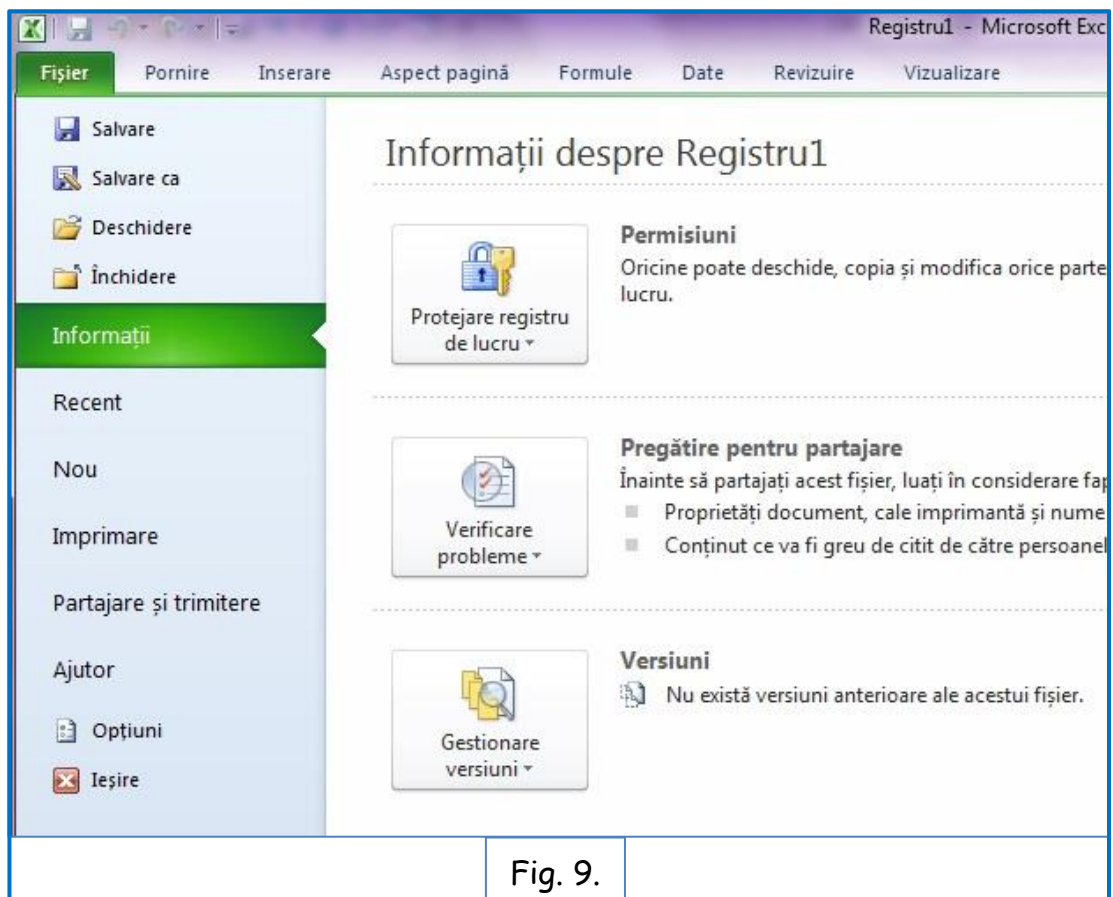 Registru1 - Microsoft Exc
Fișier Pornire Inserare Aspect pagină Formule Date Revizuire Vizualizare
Salvare
Salvare ca
Deschidere
Închidere
Informații
Recent
Nou
Imprimare
Partajare și trimitere
Ajutor
Opțiuni
Ieșire
Informații despre Registru1
Protejare registru
de lucru
Permisiuni
Oricine poate deschide, copia și modifica orice parte
lucru.
Verificare
probleme
Pregătire pentru partajare
Înainte să partajați acest fișier, luați în considerare fap
Proprietăți document, cale imprimantă și nume
Conținut ce va fi greu de citit de către persoanel
Gestionare
versiuni
Versiuni
Nu există versiuni anterioare ale acestui fișier.
Fig. 9.